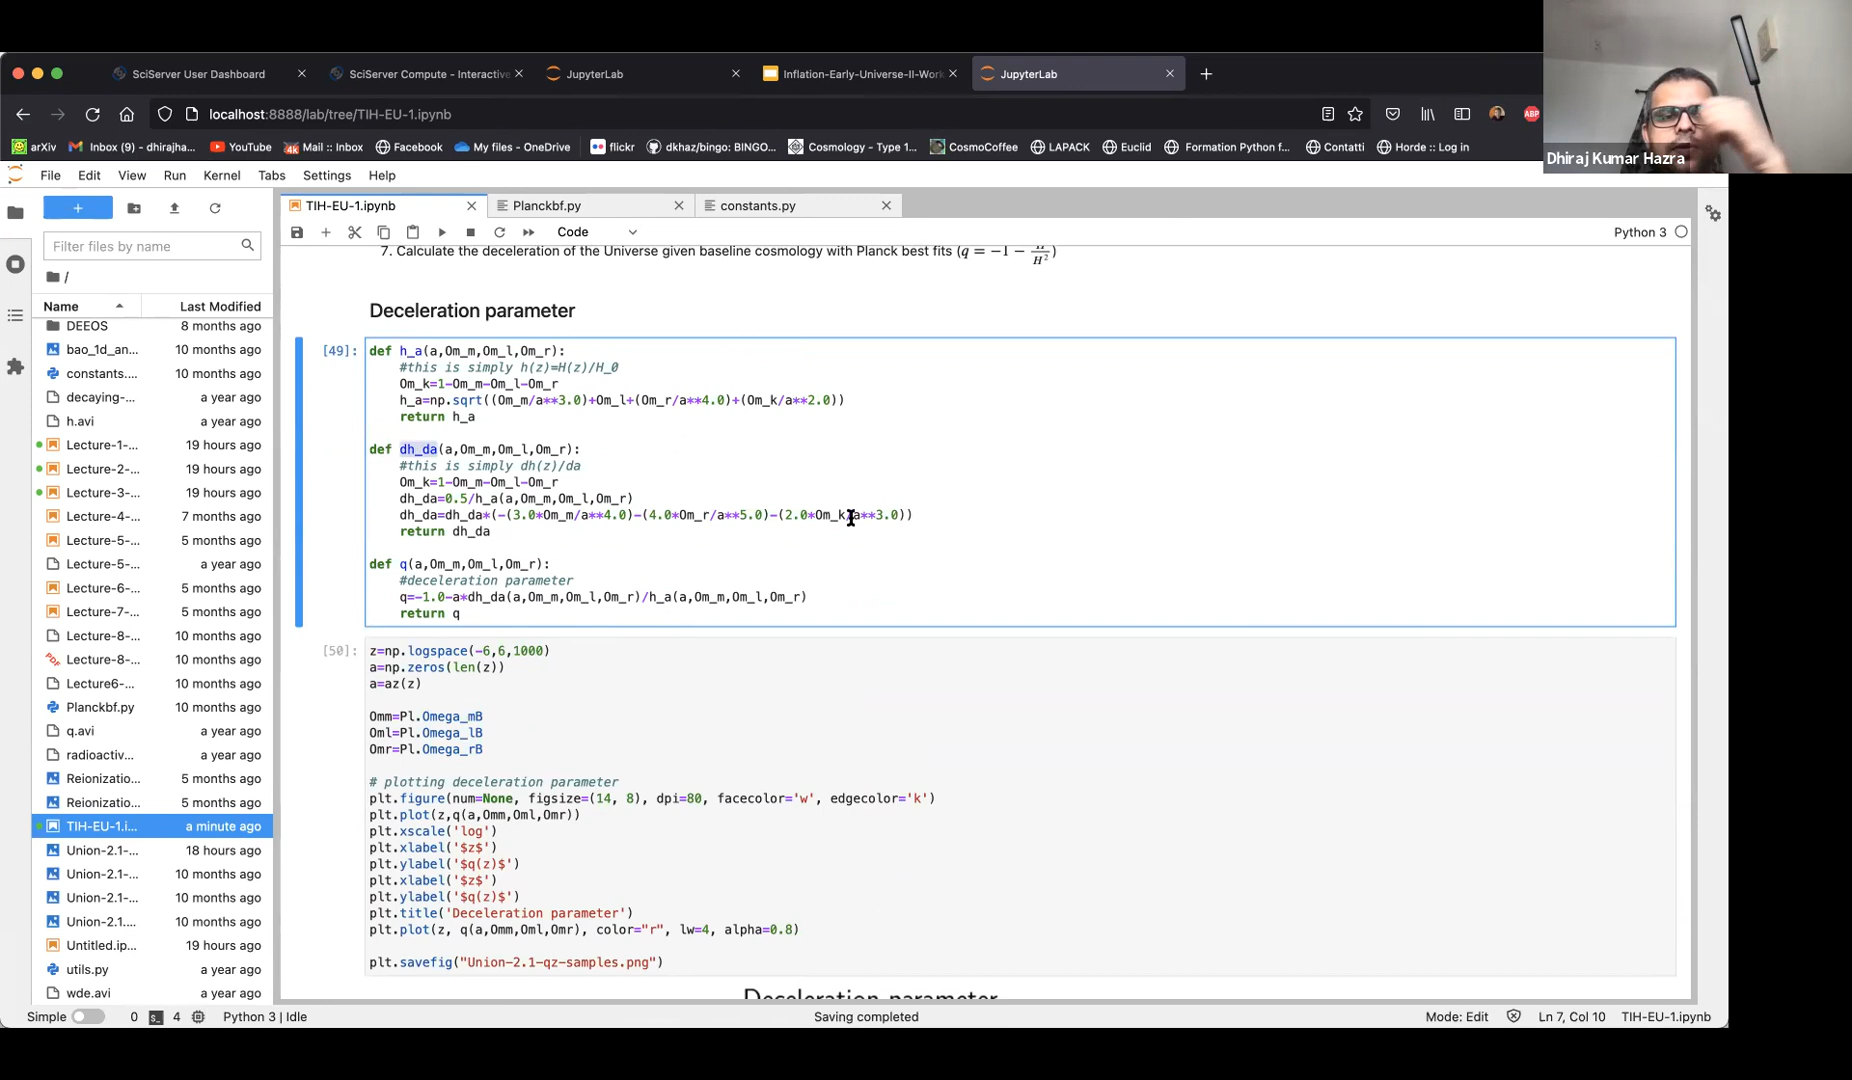 SciServer User Dashboard
SciServer Compute - Interactive
JupyterLab
Inflation-Early-Universe-II-Work
JupyterLab
localhost:8888/lab/tree/TIH-EU-1.ipynb
ABP
arXiv
Inbox (9) - dhirajha...
YouTube
Mail :: Inbox
Facebook
My files - OneDrive
flickr
dkhaz/bingo: BINGO...
Cosmology - Type 1...
CosmoCoffee
LAPACK
Euclid
Formation Python f...
Contatti
Horde :: Log in
Dhiraj Kumar Hazra
File Edit View Run Kernel Tabs Settings Help
TIH-EU-1.ipynb
Planckbf.py
constants.py
Code
Python 3
Filter files by name
/
Name Last Modified
DEEOS 8 months ago
bao_1d_an... 10 months ago
constants.... 10 months ago
decaying-... a year ago
h.avi a year ago
Lecture-1-... 19 hours ago
Lecture-2-... 19 hours ago
Lecture-3-... 19 hours ago
Lecture-4-... 7 months ago
Lecture-5-... 5 months ago
Lecture-5-... a year ago
Lecture-6-... 5 months ago
Lecture-7-... 5 months ago
Lecture-8-... 10 months ago
Lecture-8-... 10 months ago
Lecture6-... 10 months ago
Planckbf.py 10 months ago
q.avi a year ago
radioactiv... a year ago
Reionizatio... 5 months ago
Reionizatio... 5 months ago
TIH-EU-1.i... a minute ago
Union-2.1-... 18 hours ago
Union-2.1-... 10 months ago
Union-2.1-... 10 months ago
Union-2.1.... 10 months ago
Untitled.ip... 19 hours ago
utils.py a year ago
wde.avi a year ago
7. Calculate the deceleration of the Universe given baseline cosmology with Planck best fits (q = −1 − Ḣ/H²)
Deceleration parameter
[49]:
def h_a(a,Om_m,Om_l,Om_r):
#this is simply h(z)=H(z)/H_0
Om_k=1-Om_m-Om_l-Om_r
h_a=np.sqrt((Om_m/a**3.0)+Om_l+(Om_r/a**4.0)+(Om_k/a**2.0))
return h_a
def dh_da(a,Om_m,Om_l,Om_r):
#this is simply dh(z)/da
Om_k=1-Om_m-Om_l-Om_r
dh_da=0.5/h_a(a,Om_m,Om_l,Om_r)
dh_da=dh_da*(-(3.0*Om_m/a**4.0)-(4.0*Om_r/a**5.0)-(2.0*Om_k/a**3.0))
return dh_da
def q(a,Om_m,Om_l,Om_r):
#deceleration parameter
q=-1.0-a*dh_da(a,Om_m,Om_l,Om_r)/h_a(a,Om_m,Om_l,Om_r)
return q
[50]:
z=np.logspace(-6,6,1000)
a=np.zeros(len(z))
a=az(z)
Omm=Pl.Omega_mB
Oml=Pl.Omega_lB
Omr=Pl.Omega_rB
# plotting deceleration parameter
plt.figure(num=None, figsize=(14, 8), dpi=80, facecolor='w', edgecolor='k')
plt.plot(z,q(a,Omm,Oml,Omr))
plt.xscale('log')
plt.xlabel('$z$')
plt.ylabel('$q(z)$')
plt.xlabel('$z$')
plt.ylabel('$q(z)$')
plt.title('Deceleration parameter')
plt.plot(z, q(a,Omm,Oml,Omr), color="r", lw=4, alpha=0.8)
plt.savefig("Union-2.1-qz-samples.png")
Deceleration parameter
Simple
0
4
Python 3 | Idle
Saving completed
Mode: Edit
Ln 7, Col 10
TIH-EU-1.ipynb